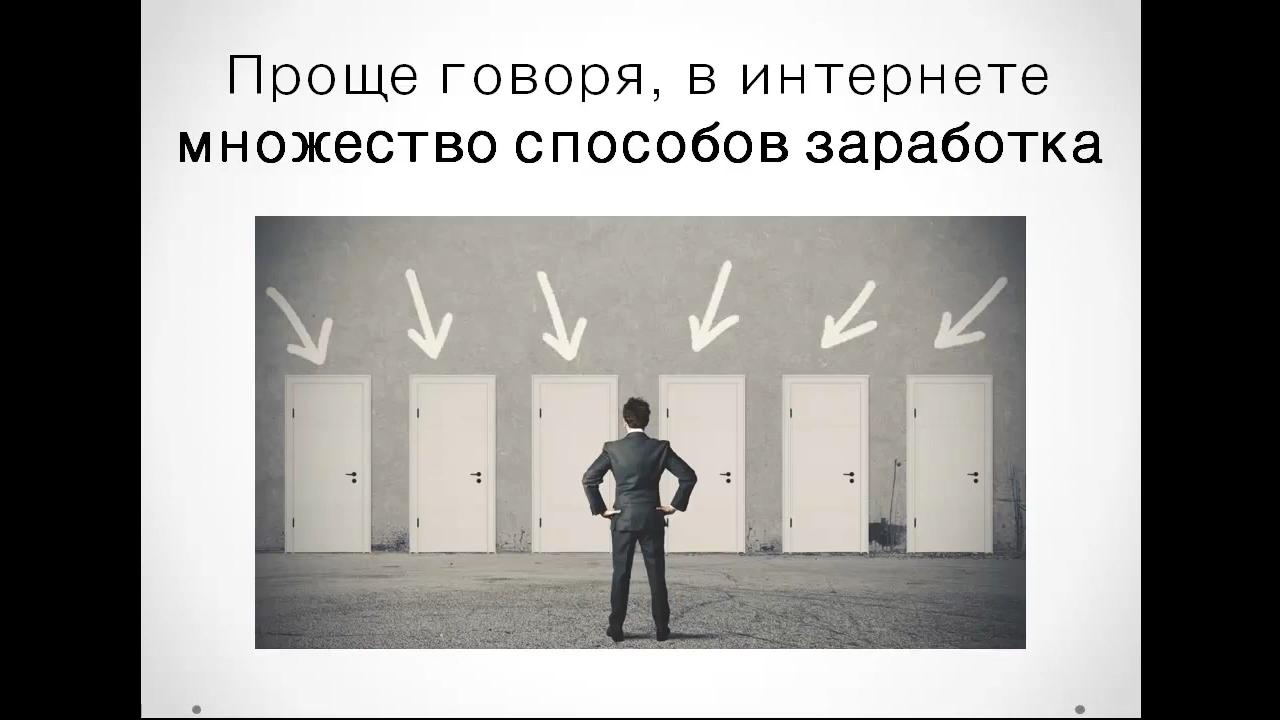 Проще говоря, в интернете
множество способов заработка